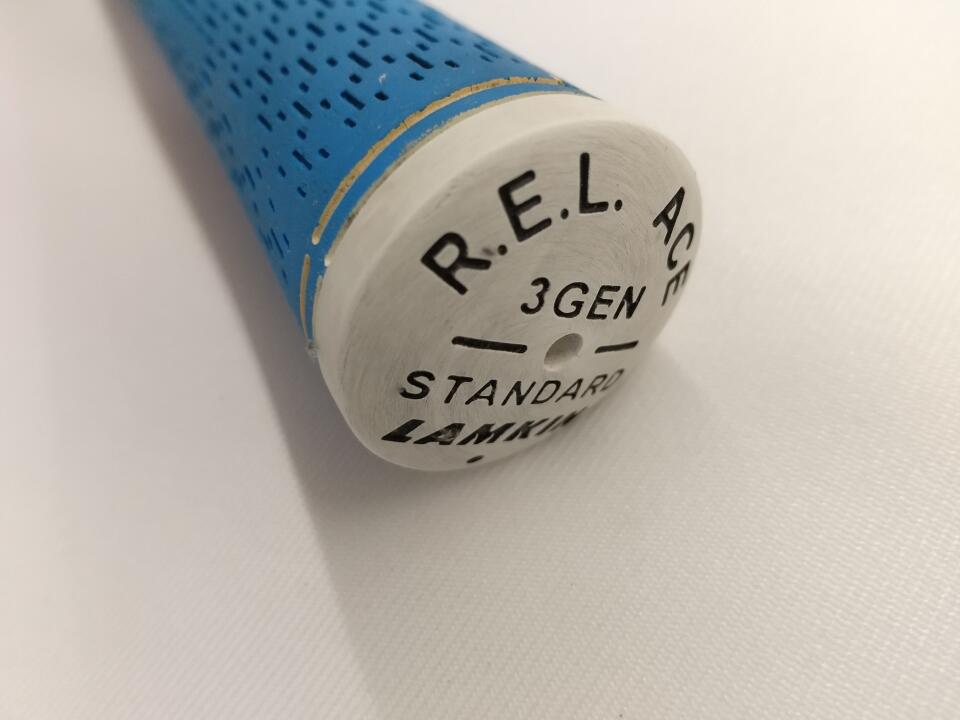 R.E.L. ACE
3GEN
STANDARD
LAMKIN